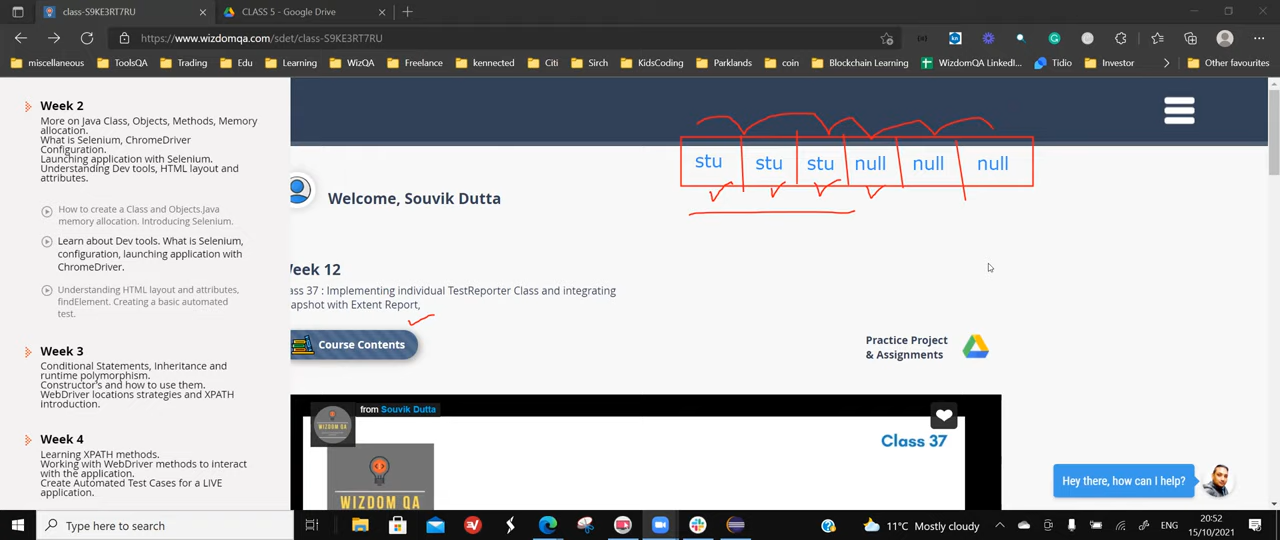 class-S9KE3RT7RU
CLASS 5 - Google Drive
https://www.wizdomqa.com/sdet/class-S9KE3RT7RU
miscellaneous ToolsQA Trading Edu Learning WizQA Freelance kennected Citi Sirch KidsCoding Parklands coin Blockchain Learning WizdomQA LinkedI... Tidio Investor Other favourites
Week 2
More on Java Class, Objects, Methods, Memory
allocation.
What is Selenium, ChromeDriver
Configuration.
Launching application with Selenium.
Understanding Dev tools, HTML layout and
attributes.
How to create a Class and Objects.Java
memory allocation. Introducing Selenium.
Learn about Dev tools. What is Selenium,
configuration, launching application with
ChromeDriver.
Understanding HTML layout and attributes,
findElement. Creating a basic automated
test.
Week 3
Conditional Statements, Inheritance and
runtime polymorphism.
Constructor's and how to use them.
WebDriver locations strategies and XPATH
introduction.
Week 4
Learning XPATH methods.
Working with WebDriver methods to interact
with the application.
Create Automated Test Cases for a LIVE
application.
stu stu stu null null null
Welcome, Souvik Dutta
eek 12
ass 37 : Implementing individual TestReporter Class and integrating
apshot with Extent Report,
Course Contents
Practice Project
& Assignments
from Souvik Dutta
WIZDOM QA
Class 37
WIZDOM QA
Hey there, how can I help?
Type here to search
11°C Mostly cloudy
ENG
20:52
15/10/2021